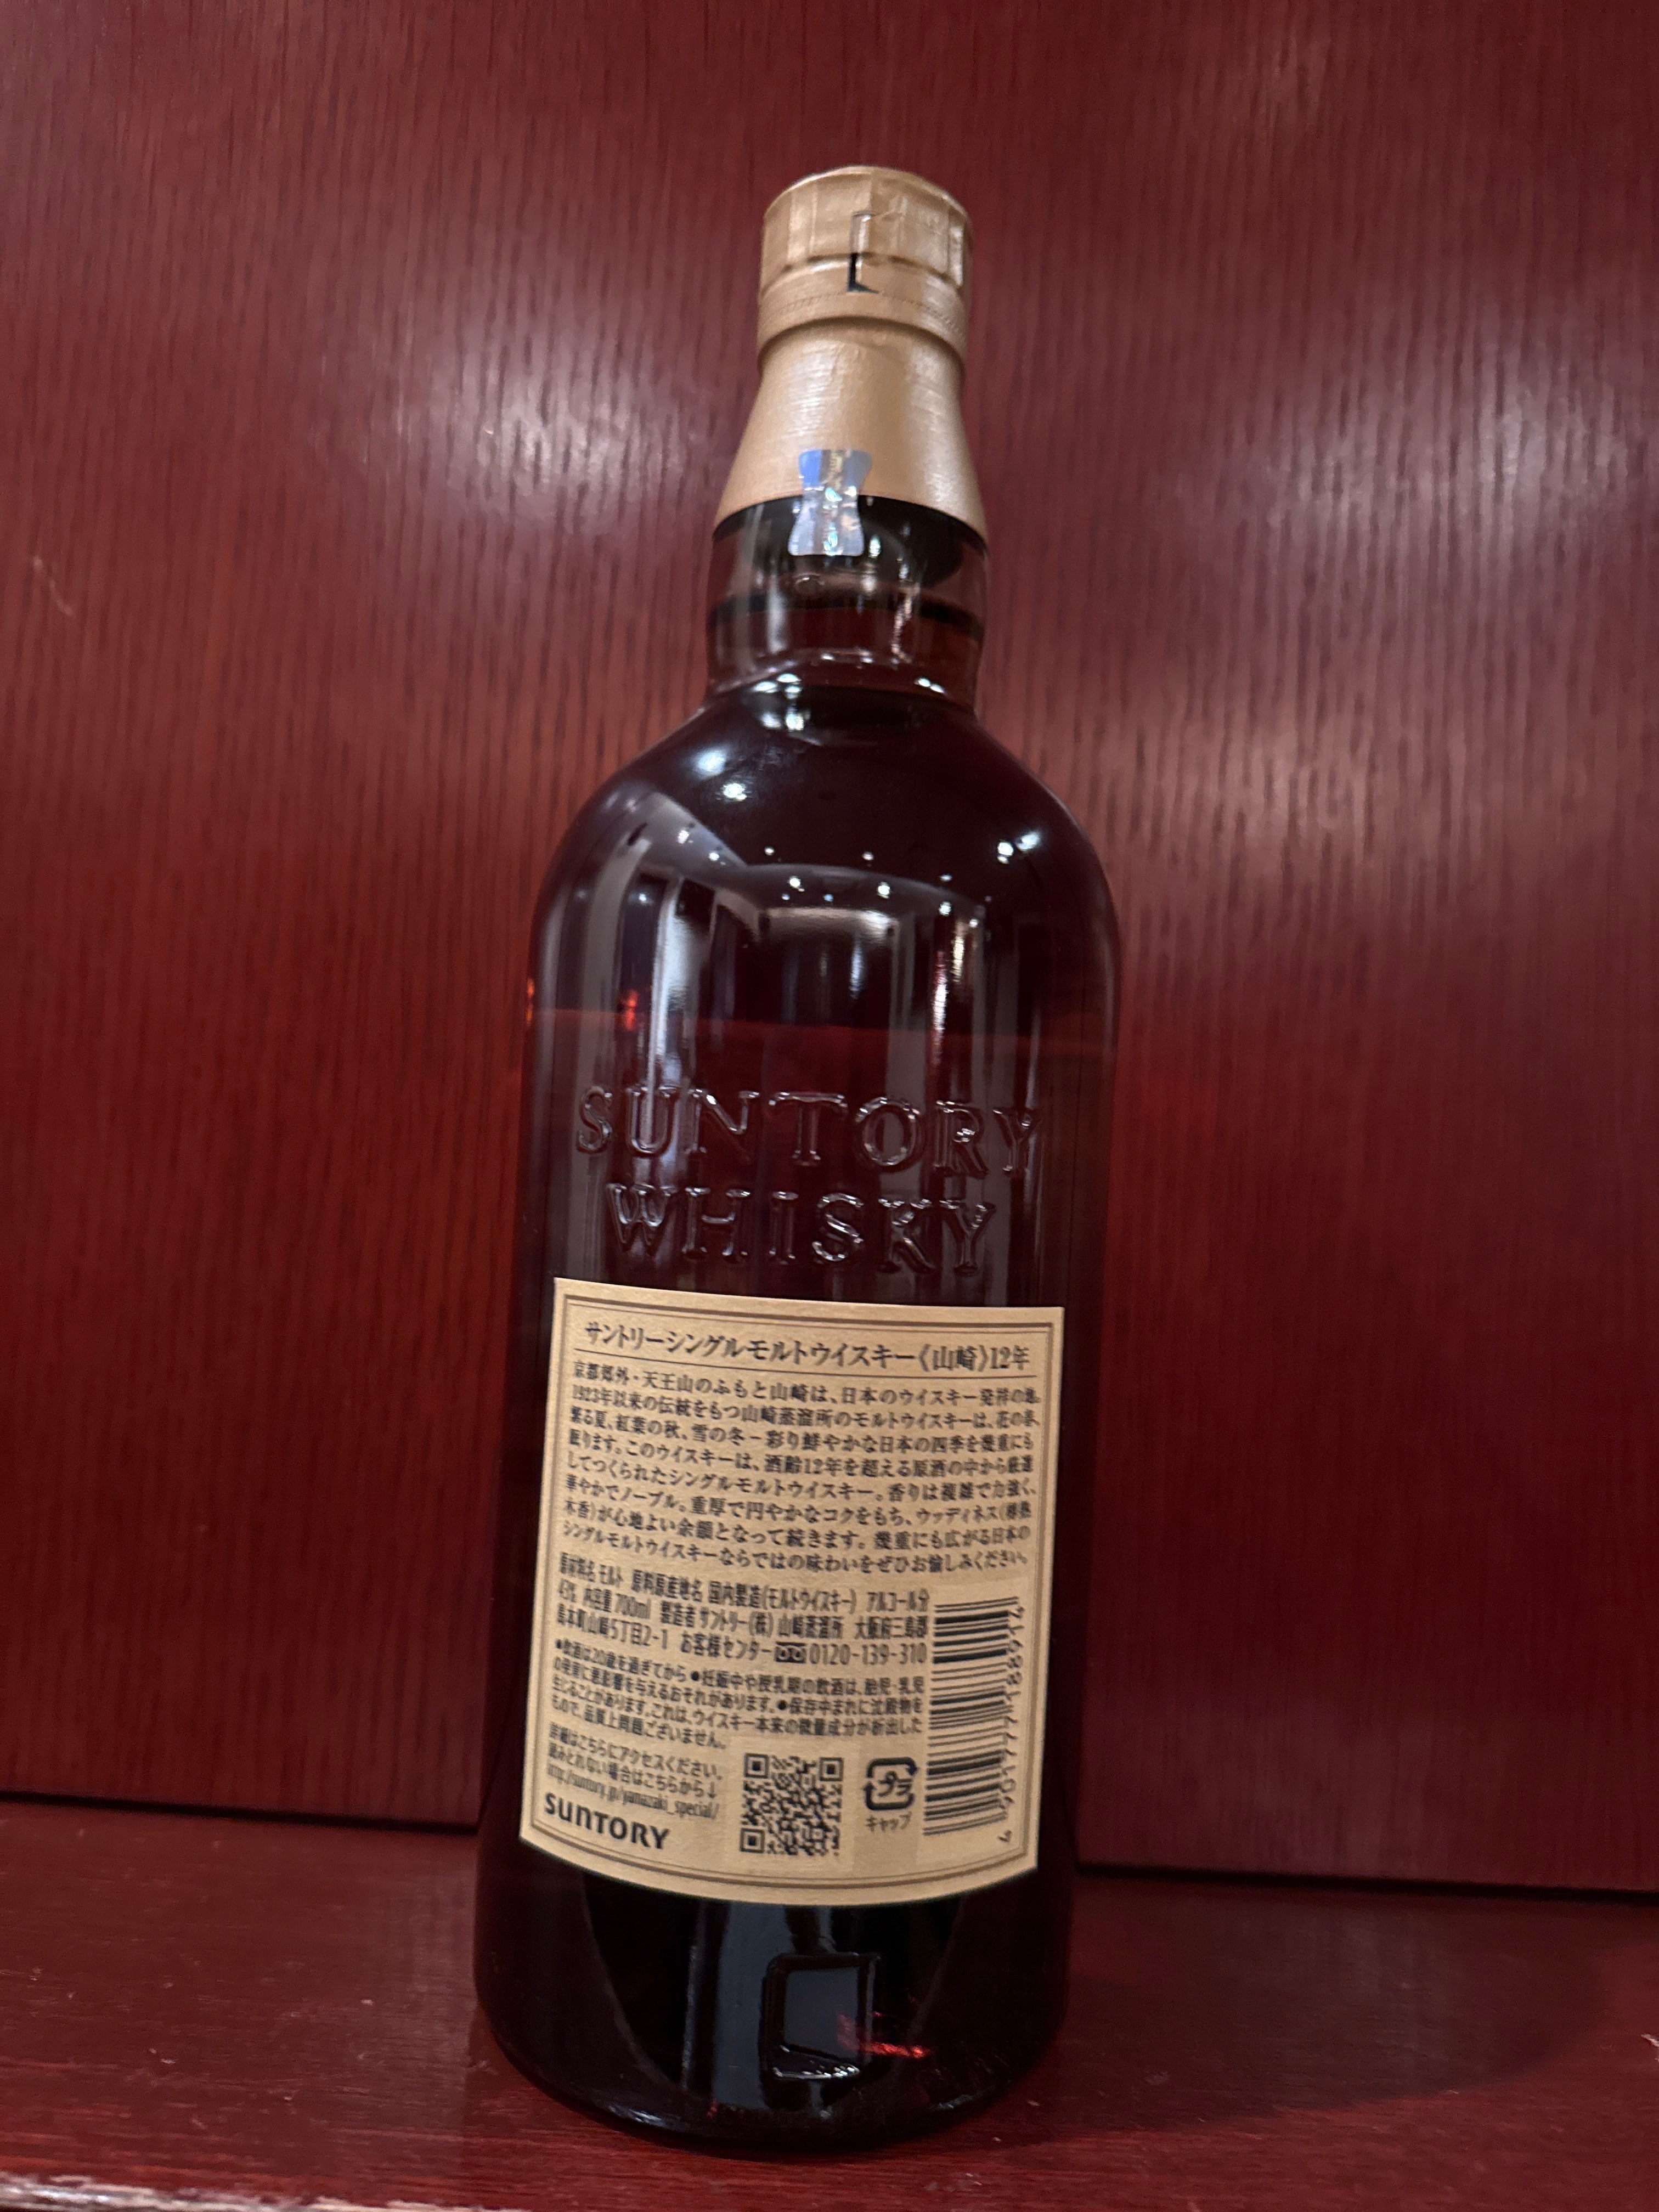 SUNTORY
WHISKY
サントリーシングルモルトウイスキー《山崎》12年
京都郊外・天王山のふもと山崎は、日本のウイスキー発祥の地。
1923年以来の伝統をもつ山崎蒸溜所のモルトウイスキーは、花の春、
繁る夏、紅葉の秋、雪の冬−彩り鮮やかな日本の四季を幾重にも
眠ります。このウイスキーは、酒齢12年を超える原酒の中から厳選
してつくられたシングルモルトウイスキー。香りは複雑で力強く、
華やかでノーブル。重厚で円やかなコクをもち、ウッディネス(樽熟
木香)が心地よい余韻となって続きます。幾重にも広がる日本の
シングルモルトウイスキーならではの味わいをぜひお愉しみください。
原材料名 モルト 原料原産地名 国内製造(モルトウイスキー) アルコール分
43% 内容量 700ml 製造者 サントリー(株) 山崎蒸溜所 大阪府三島郡
島本町山崎5丁目2-1 お客様センター 0120-139-310
●飲酒は20歳を過ぎてから ●妊娠中や授乳期の飲酒は、胎児・乳児
の発育に悪影響を与えるおそれがあります。●保存中まれに沈殿物を
生じることがあります。これは、ウイスキー本来の微量成分が析出した
もので、品質上問題ございません。
詳細はこちらにアクセスください。
読みとれない場合はこちらから↓
http://suntory.jp/yamazaki_special/
SUNTORY
プラ
キャップ
4 901777 188617